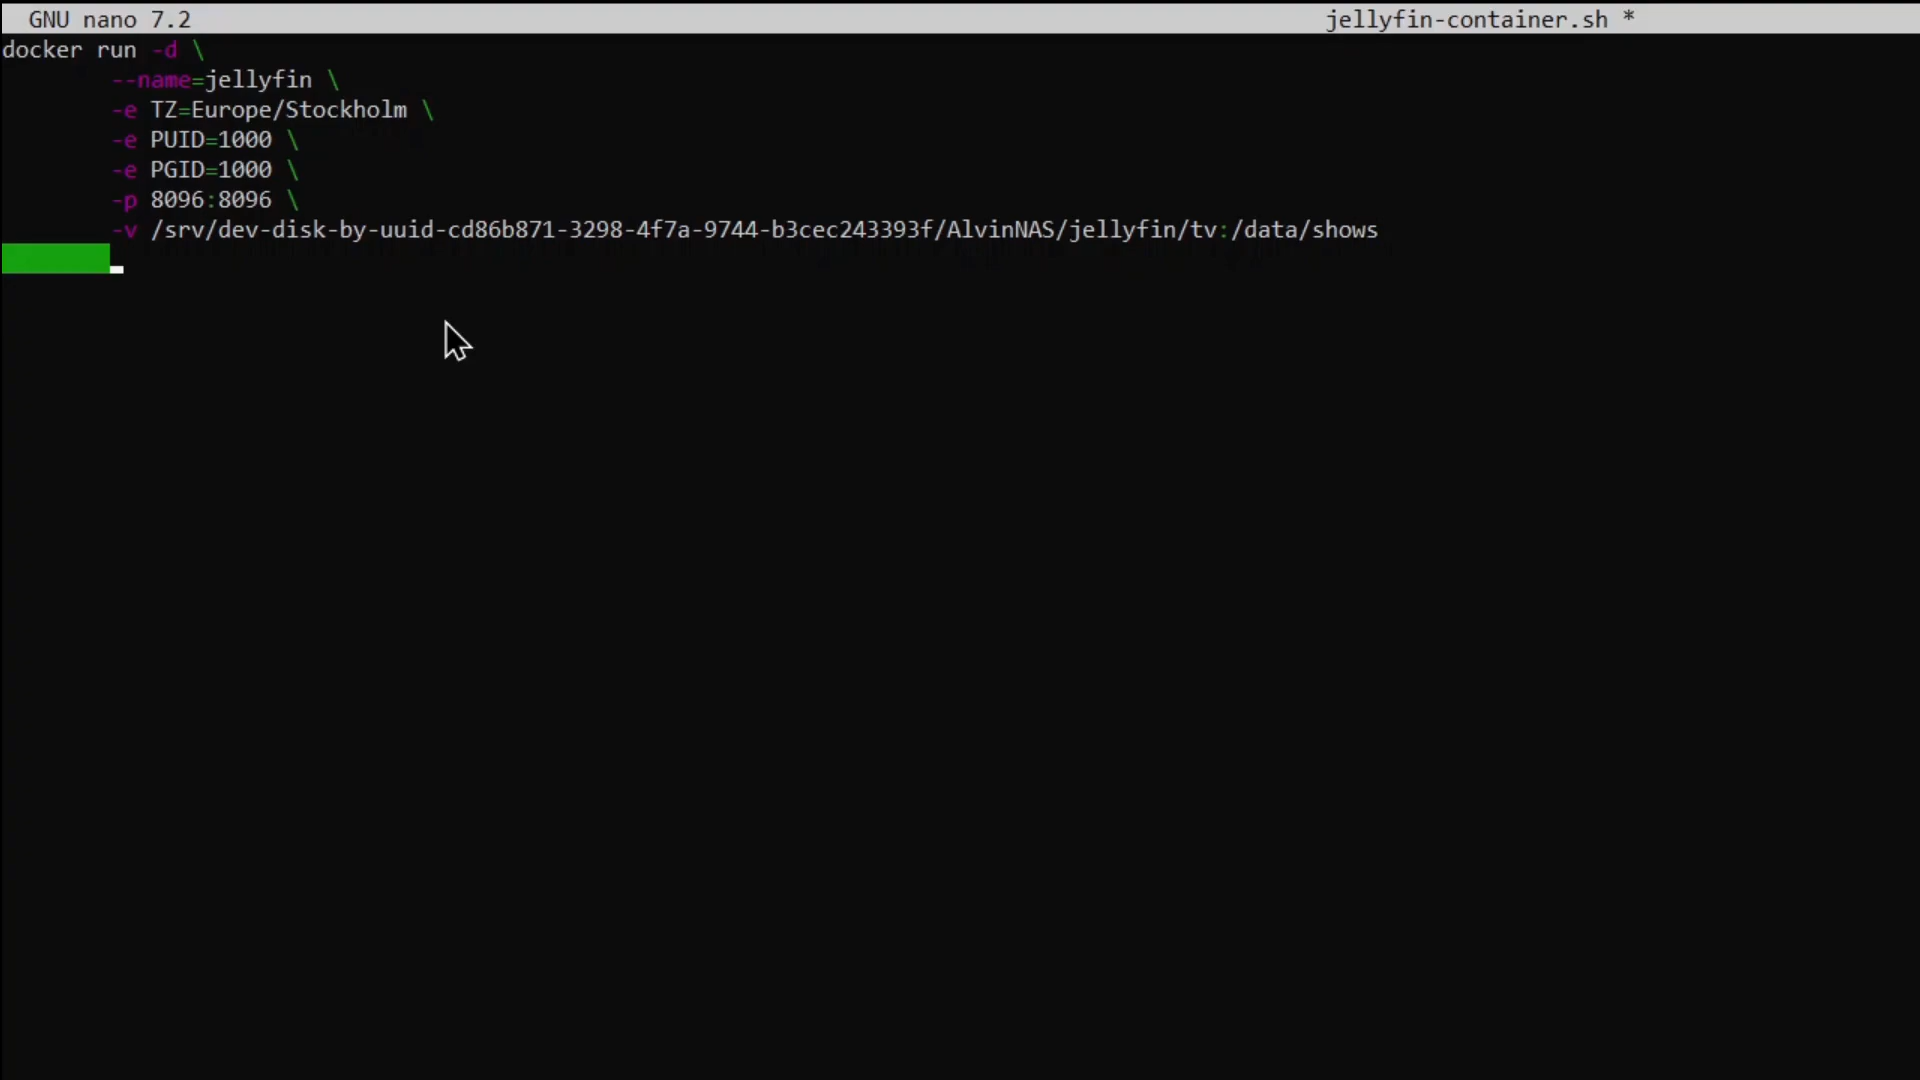 GNU nano 7.2 jellyfin-container.sh *
docker run -d \
--name=jellyfin \
-e TZ=Europe/Stockholm \
-e PUID=1000 \
-e PGID=1000 \
-p 8096:8096 \
-v /srv/dev-disk-by-uuid-cd86b871-3298-4f7a-9744-b3cec243393f/AlvinNAS/jellyfin/tv:/data/shows